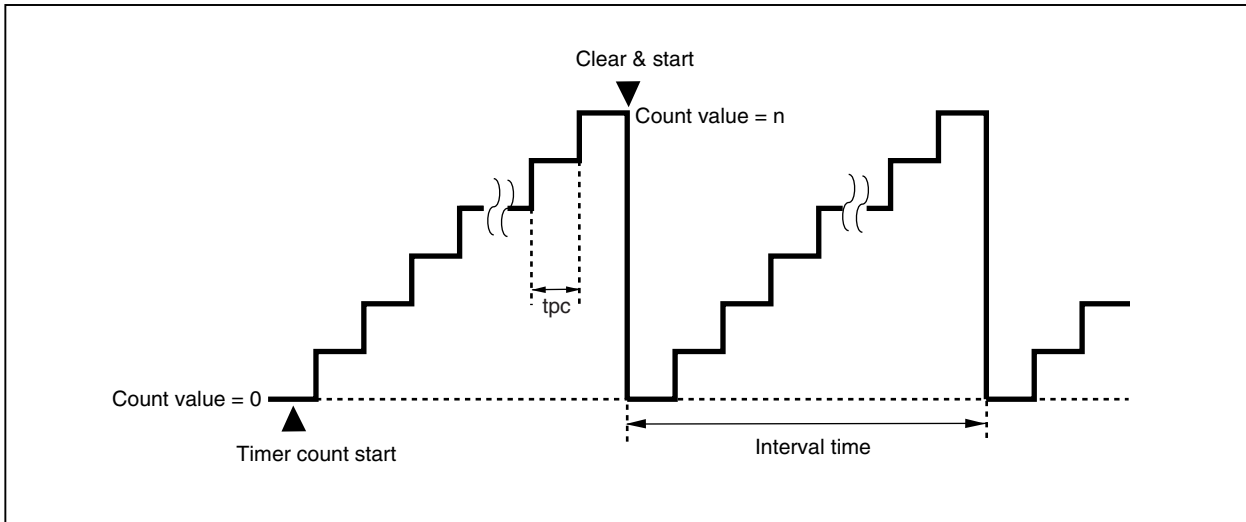 Clear & start
Count value = n
tpc
Count value = 0
Timer count start
Interval time